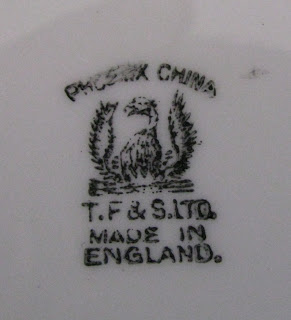 PHOENIX CHINA
T.F & S. LTD.
MADE IN
ENGLAND.